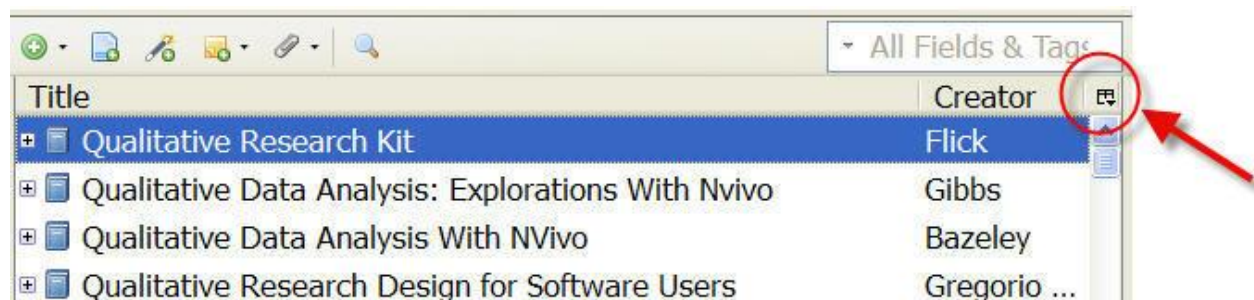 All Fields & Tags
Title Creator
Qualitative Research Kit Flick
Qualitative Data Analysis: Explorations With Nvivo Gibbs
Qualitative Data Analysis With NVivo Bazeley
Qualitative Research Design for Software Users Gregorio ...